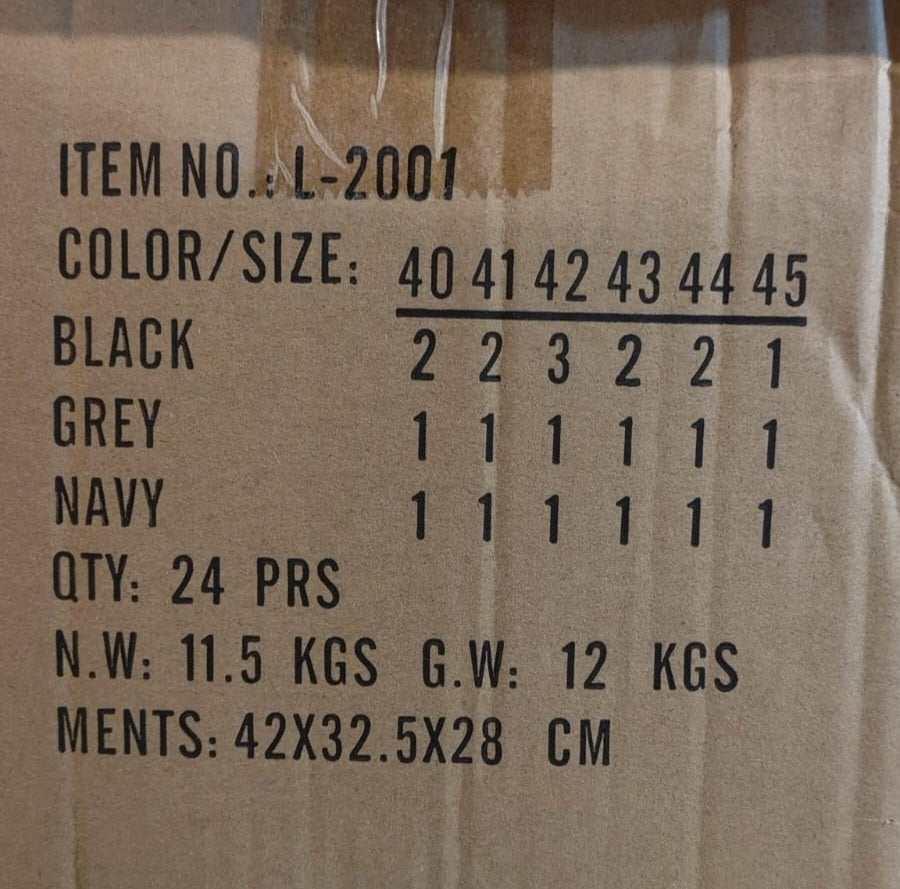 ITEM NO.: L-2001
COLOR/SIZE: 40 41 42 43 44 45
BLACK 2 2 3 2 2 1
GREY 1 1 1 1 1 1
NAVY 1 1 1 1 1 1
QTY: 24 PRS
N.W: 11.5 KGS G.W: 12 KGS
MENTS: 42X32.5X28 CM